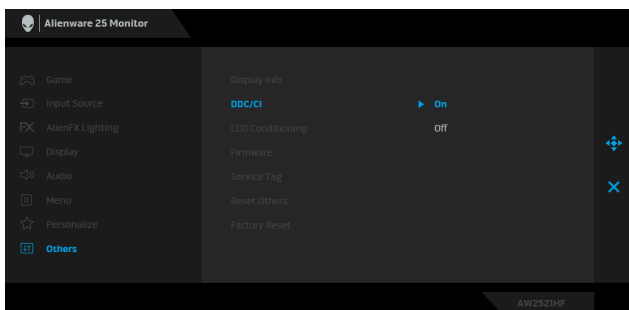 Alienware 25 Monitor
Game
Input Source
FX AlienFX Lighting
Display
Audio
Menu
Personalize
Others
Display Info
DDC/CI On
LCD Conditioning Off
Firmware
Service Tag
Reset Others
Factory Reset
AW2521HF